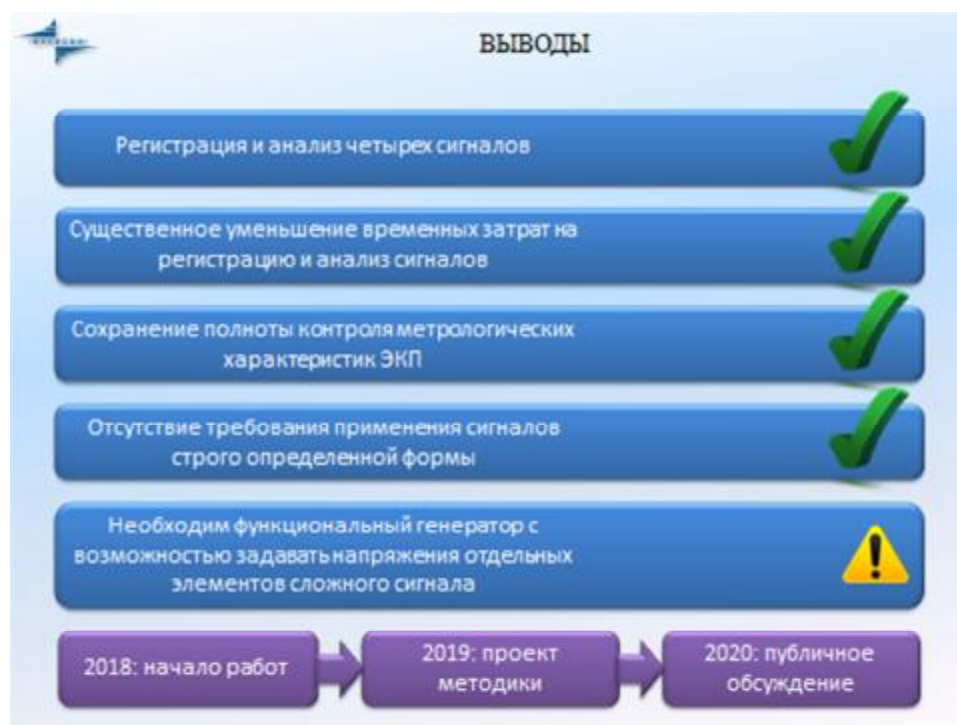 ВЫВОДЫ
Регистрация и анализ четырех сигналов
Существенное уменьшение временных затрат на
регистрацию и анализ сигналов
Сохранение полноты контроля метрологических
характеристик ЭКП
Отсутствие требования применения сигналов
строго определенной формы
Необходим функциональный генератор с
возможностью задавать напряжения отдельных
элементов сложного сигнала
2018: начало работ
2019: проект
методики
2020: публичное
обсуждение